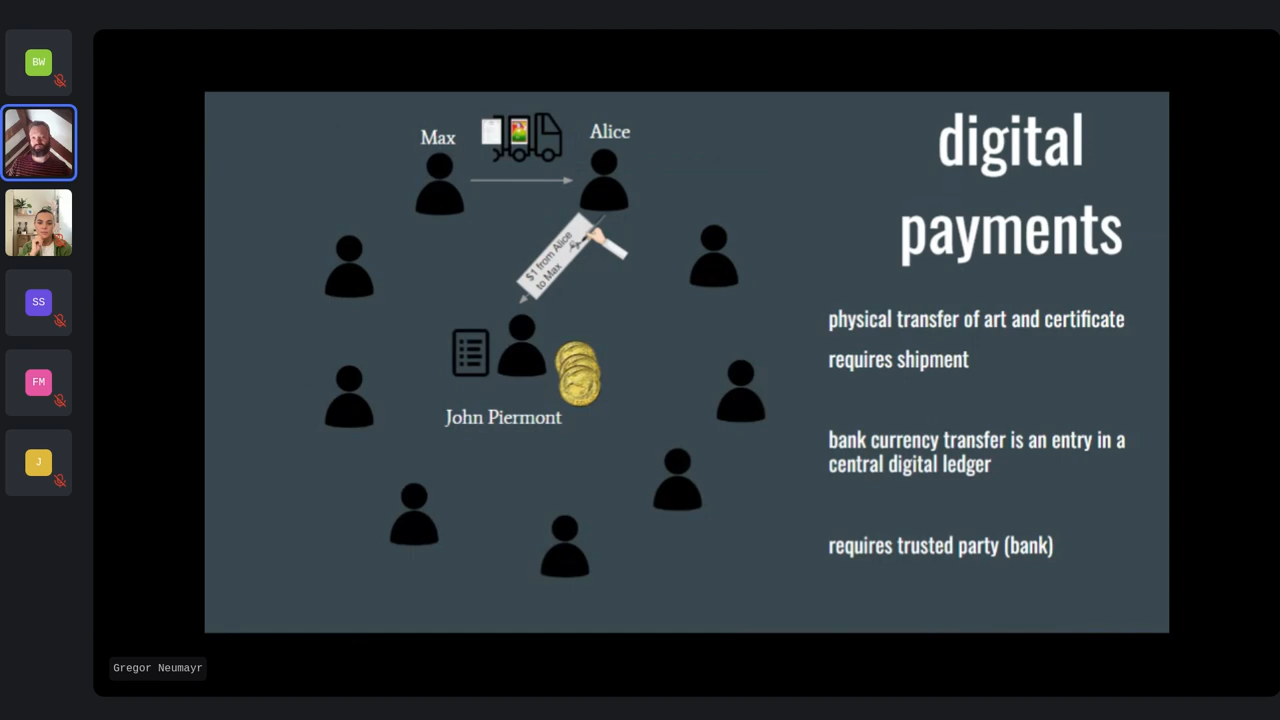 BW
SS
FM
J
Max
Alice
$1 from Alice
to Max
John Piermont
digital
payments
physical transfer of art and certificate
requires shipment
bank currency transfer is an entry in a
central digital ledger
requires trusted party (bank)
Gregor Neumayr